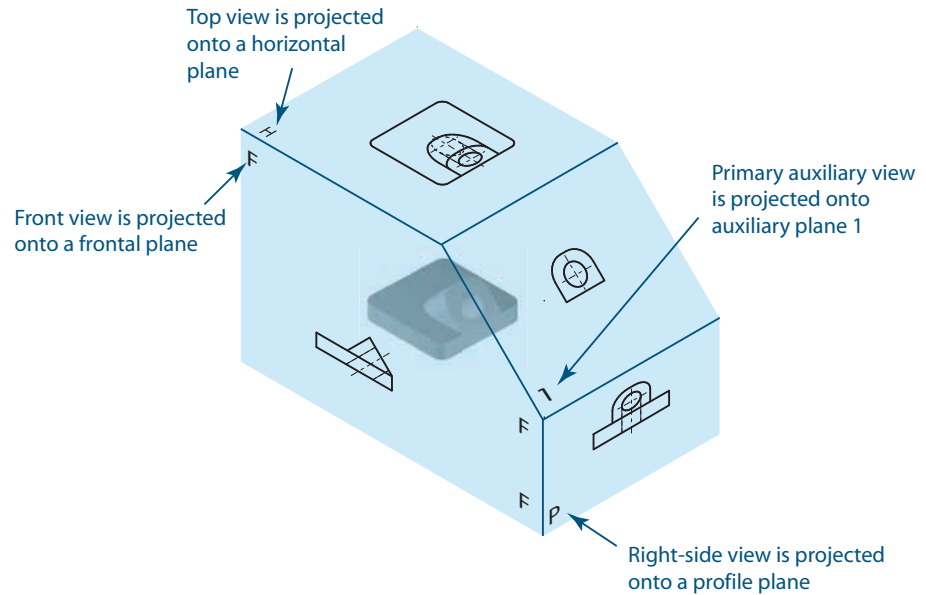 Top view is projected
onto a horizontal
plane
H
F
Front view is projected
onto a frontal plane
Primary auxiliary view
is projected onto
auxiliary plane 1
1
F
F
P
Right-side view is projected
onto a profile plane